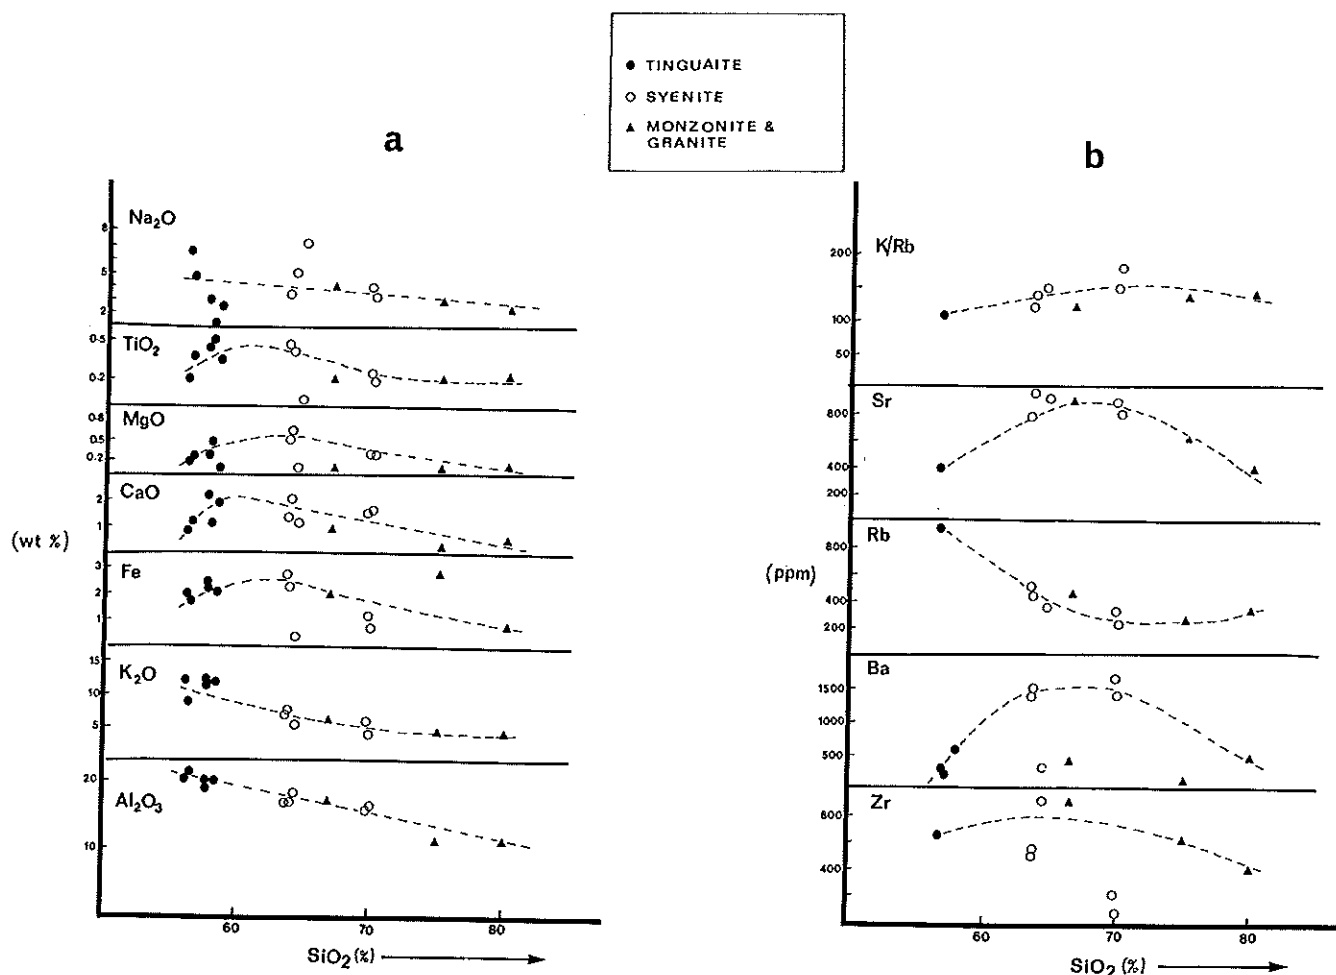 TINGUAITE
SYENITE
MONZONITE &
GRANITE
a
Na₂O
8
5
2
TiO₂
0·5
0·2
MgO
0·8
0·5
0·2
CaO
2
1
(wt %)
Fe
3
2
1
K₂O
15
10
5
Al₂O₃
20
10
60
70
80
SiO₂(%)
b
K/Rb
200
100
50
Sr
800
400
200
Rb
800
400
200
(ppm)
Ba
1500
1000
500
Zr
600
400
60
70
80
SiO₂(%)